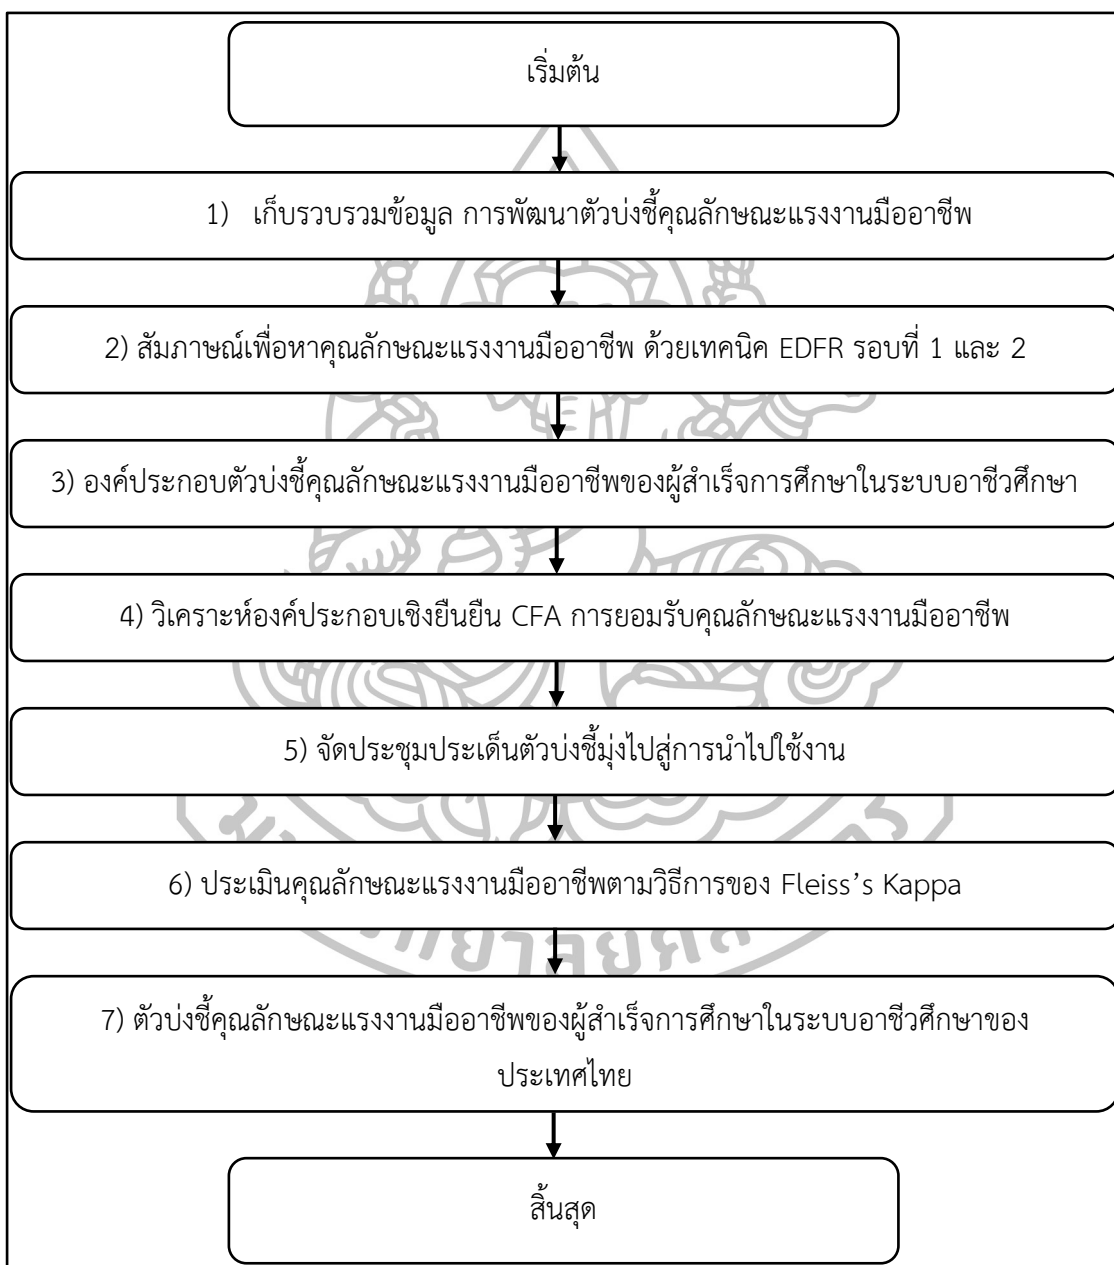 เริ่มต้น
1) เก็บรวบรวมข้อมูล การพัฒนาตัวบ่งชี้คุณลักษณะแรงงานมืออาชีพ
2) สัมภาษณ์เพื่อหาคุณลักษณะแรงงานมืออาชีพ ด้วยเทคนิค EDFR รอบที่ 1 และ 2
3) องค์ประกอบตัวบ่งชี้คุณลักษณะแรงงานมืออาชีพของผู้สำเร็จการศึกษาในระบบอาชีวศึกษา
4) วิเคราะห์องค์ประกอบเชิงยืนยืน CFA การยอมรับคุณลักษณะแรงงานมืออาชีพ
5) จัดประชุมประเด็นตัวบ่งชี้มุ่งไปสู่การนำไปใช้งาน
6) ประเมินคุณลักษณะแรงงานมืออาชีพตามวิธีการของ Fleiss’s Kappa
7) ตัวบ่งชี้คุณลักษณะแรงงานมืออาชีพของผู้สำเร็จการศึกษาในระบบอาชีวศึกษาของ
ประเทศไทย
สิ้นสุด